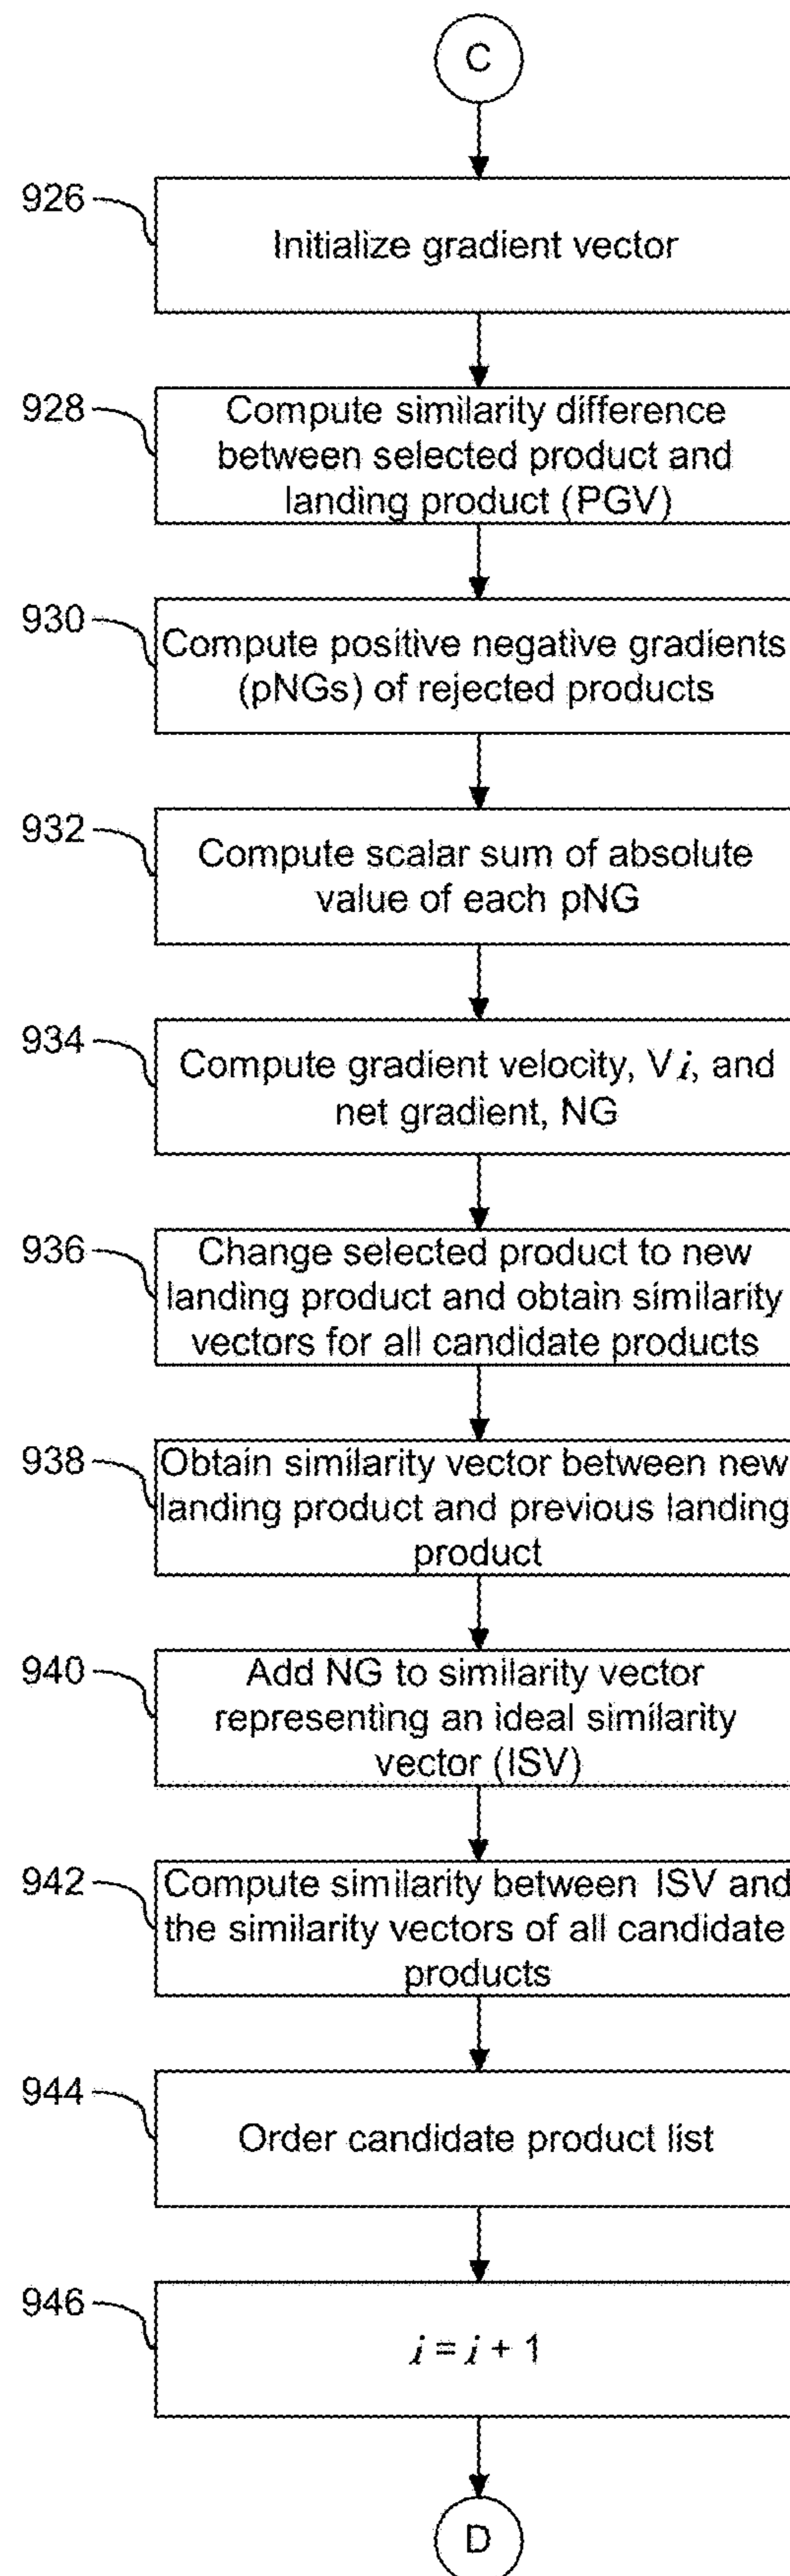 C
926
Initialize gradient vector
928
Compute similarity difference
between selected product and
landing product (PGV)
930
Compute positive negative gradients
(pNGs) of rejected products
932
Compute scalar sum of absolute
value of each pNG
934
Compute gradient velocity, Vi, and
net gradient, NG
936
Change selected product to new
landing product and obtain similarity
vectors for all candidate products
938
Obtain similarity vector between new
landing product and previous landing
product
940
Add NG to similarity vector
representing an ideal similarity
vector (ISV)
942
Compute similarity between ISV and
the similarity vectors of all candidate
products
944
Order candidate product list
946
i = i + 1
D